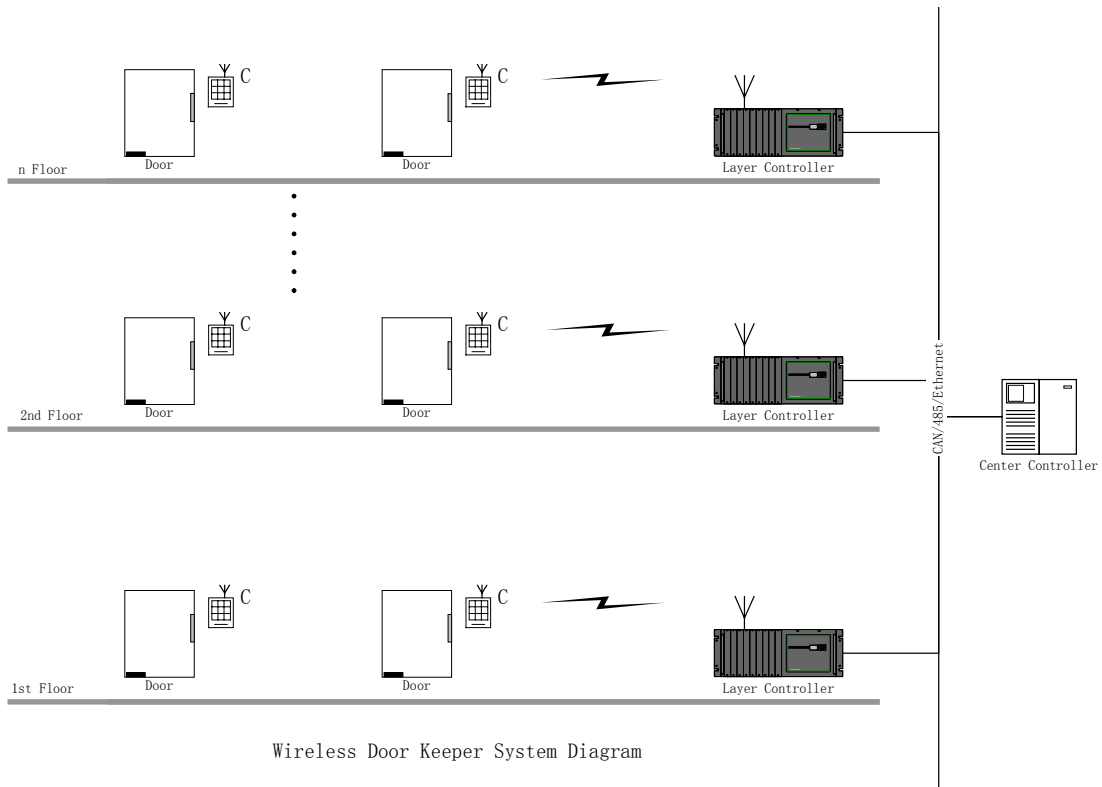 C
C
Door
Door
Layer Controller
n Floor
C
C
Door
Door
Layer Controller
2nd Floor
CAN/485/Ethernet
Center Controller
C
C
Door
Door
Layer Controller
1st Floor
Wireless Door Keeper System Diagram